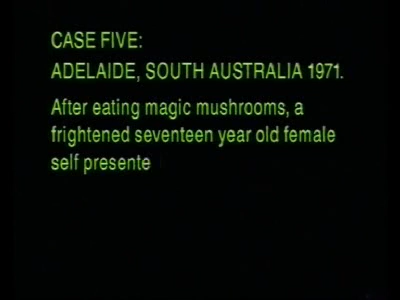 CASE FIVE:
ADELAIDE, SOUTH AUSTRALIA 1971.
After eating magic mushrooms, a
frightened seventeen year old female
self presente